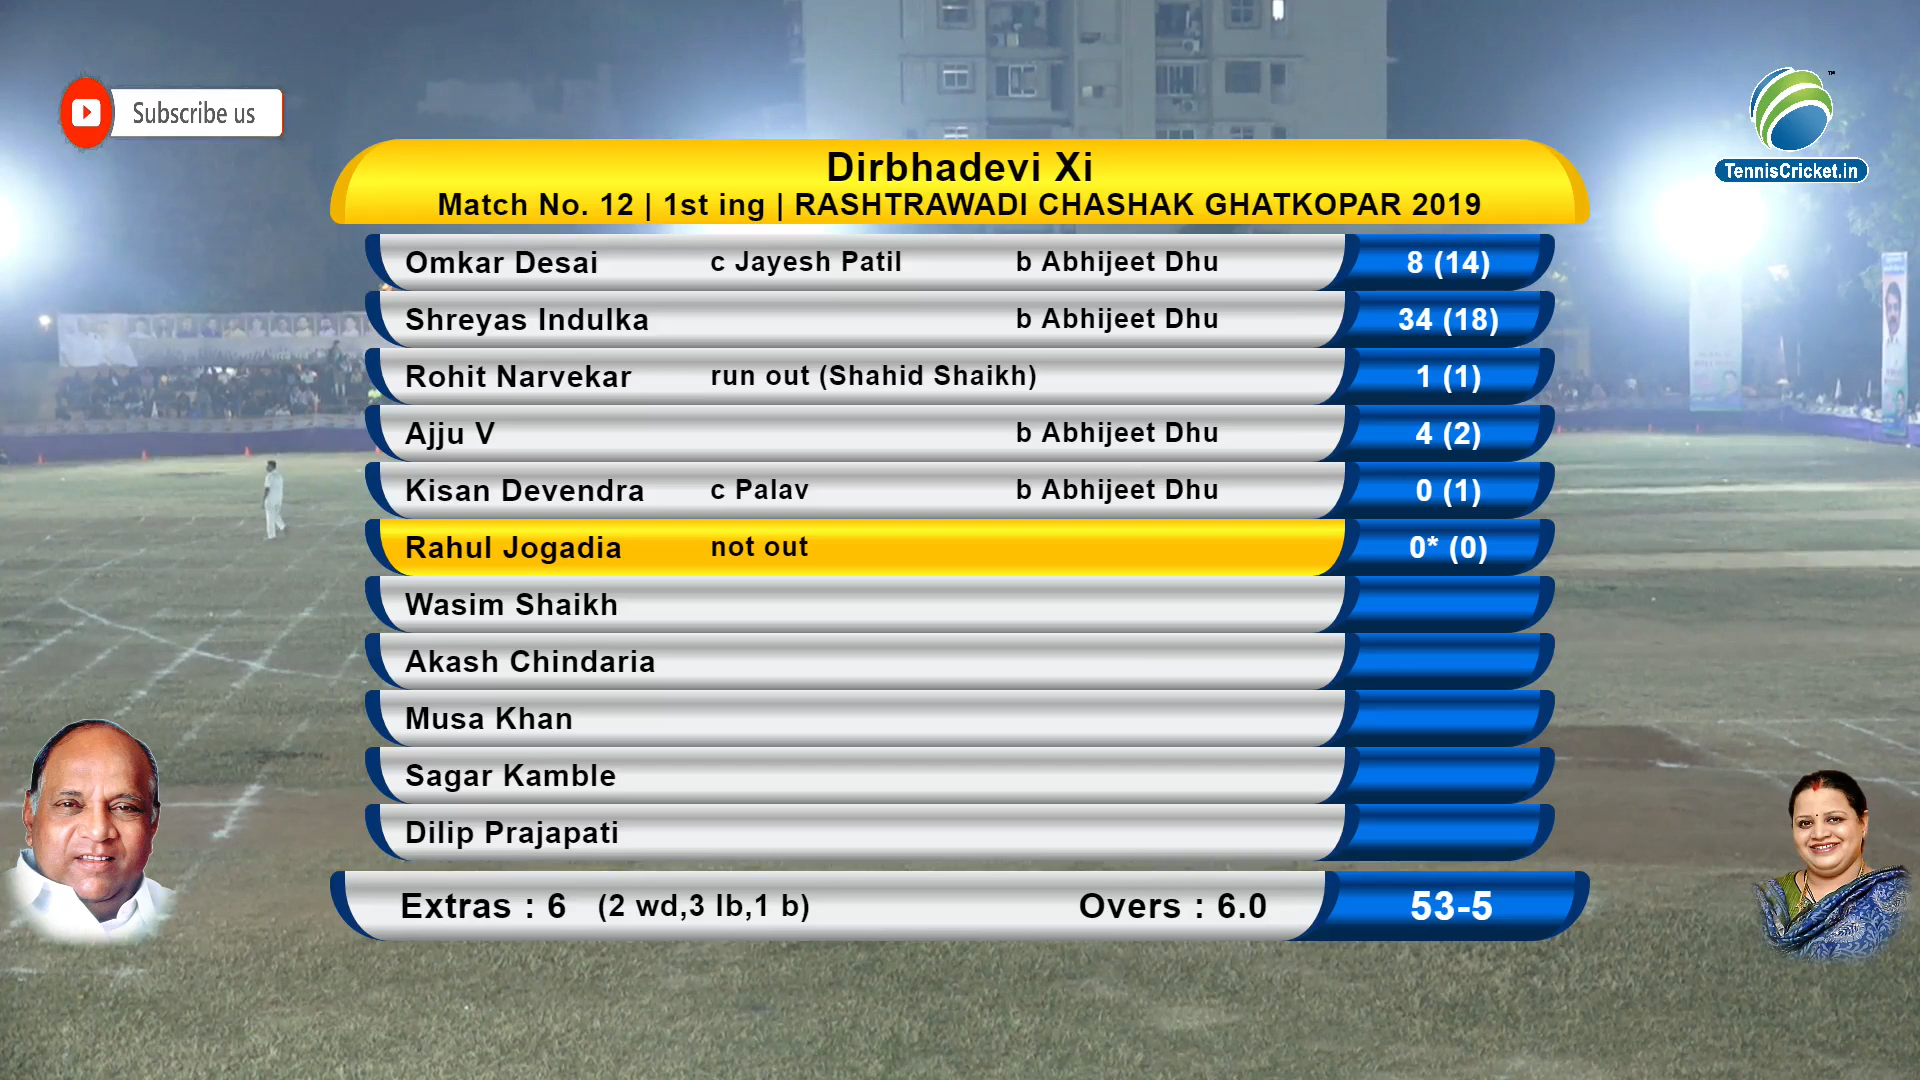 Subscribe us
TennisCricket.in
Dirbhadevi Xi
Match No. 12 | 1st ing | RASHTRAWADI CHASHAK GHATKOPAR 2019
Omkar Desai c Jayesh Patil b Abhijeet Dhu 8 (14)
Shreyas Indulka b Abhijeet Dhu 34 (18)
Rohit Narvekar run out (Shahid Shaikh) 1 (1)
Ajju V b Abhijeet Dhu 4 (2)
Kisan Devendra c Palav b Abhijeet Dhu 0 (1)
Rahul Jogadia not out 0* (0)
Wasim Shaikh
Akash Chindaria
Musa Khan
Sagar Kamble
Dilip Prajapati
Extras : 6 (2 wd,3 lb,1 b) Overs : 6.0 53-5